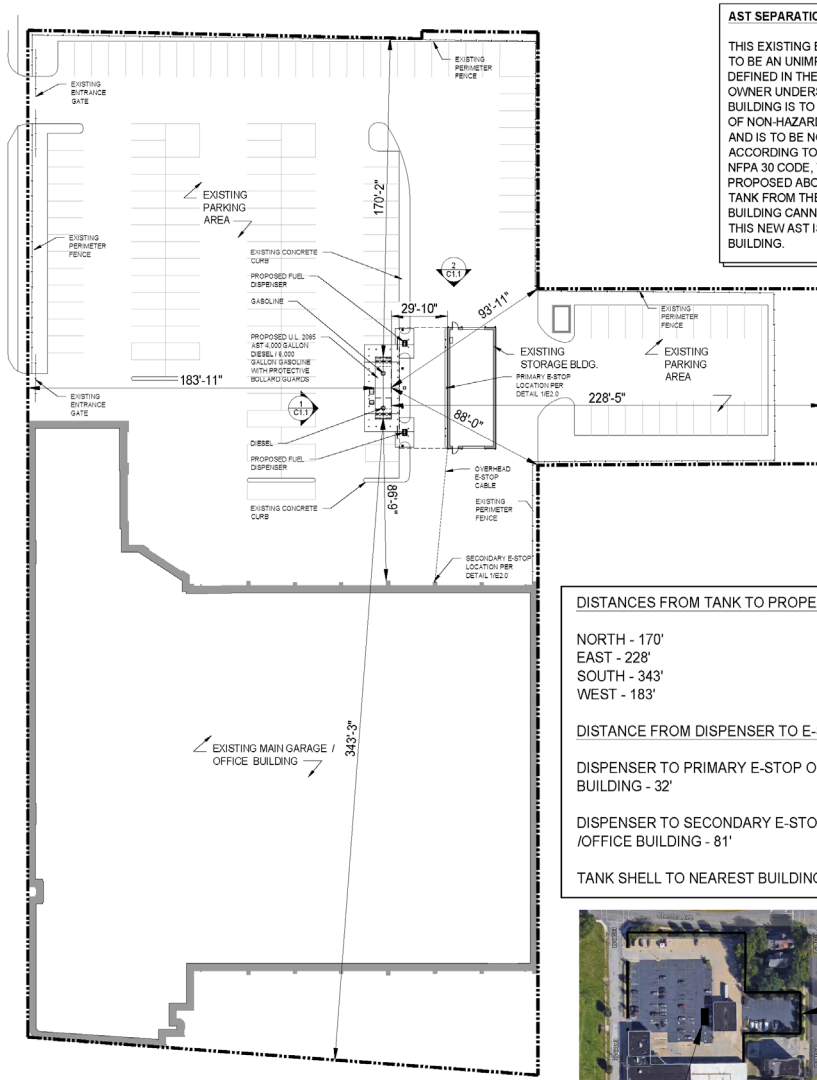 AST SEPARATIO
THIS EXISTING
TO BE AN UNIMP
DEFINED IN THE
OWNER UNDERS
BUILDING IS TO
OF NON-HAZARD
AND IS TO BE NO
ACCORDING TO
NFPA 30 CODE,
PROPOSED ABO
TANK FROM THE
BUILDING CANN
THIS NEW AST IS
BUILDING.
EXISTING
PERIMETER
FENCE
EXISTING
ENTRANCE
GATE
170'-2"
EXISTING
PARKING
AREA
EXISTING
PERIMETER
FENCE
EXISTING CONCRETE
CURB
PROPOSED FUEL
DISPENSER
GASOLINE
PROPOSED U.L. 2085
AST 4,000 GALLON
DIESEL / 6,000
GALLON GASOLINE
WITH PROTECTIVE
BOLLARD GUARDS
2
C1.1
29'-10"
93'-11"
EXISTING
PERIMETER
FENCE
EXISTING
STORAGE BLDG.
EXISTING
PARKING
AREA
PRIMARY E-STOP
LOCATION PER
DETAIL 1/E2.0
183'-11"
228'-5"
EXISTING
ENTRANCE
GATE
1
C1.1
88'-0"
DIESEL
PROPOSED FUEL
DISPENSER
OVERHEAD
E-STOP
CABLE
86'-9"
EXISTING CONCRETE
CURB
EXISTING
PERIMETER
FENCE
SECONDARY E-STOP
LOCATION PER
DETAIL 1/E2.0
EXISTING MAIN GARAGE /
OFFICE BUILDING
343'-3"
DISTANCES FROM TANK TO PROPE
NORTH - 170'
EAST - 228'
SOUTH - 343'
WEST - 183'
DISTANCE FROM DISPENSER TO E-
DISPENSER TO PRIMARY E-STOP O
BUILDING - 32'
DISPENSER TO SECONDARY E-STO
/OFFICE BUILDING - 81'
TANK SHELL TO NEAREST BUILDING